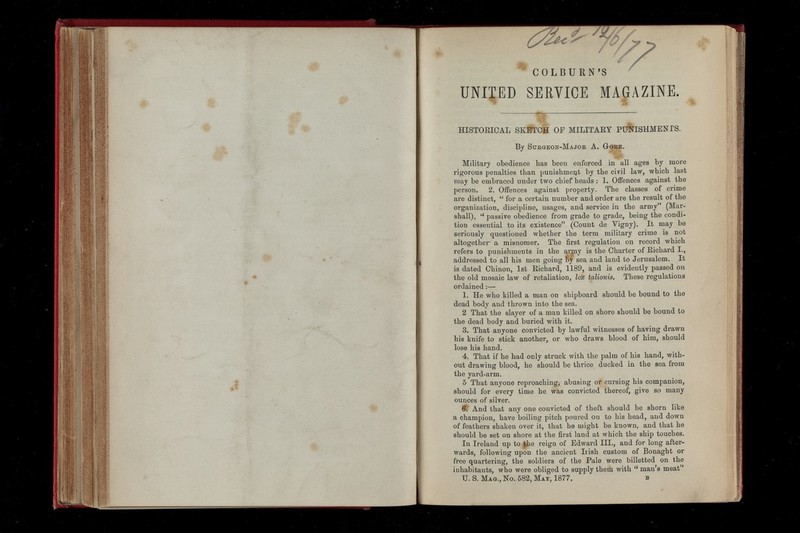 Recd 12/6/77
COLBURN'S
UNITED SERVICE MAGAZINE.
HISTORICAL SKETCH OF MILITARY PUNISHMENTS.
By Surgeon-Major A. Gore.
Military obedience has been enforced in all ages by more
rigorous penalties than punishment by the civil law, which last
may be embraced under two chief heads: 1. Offences against the
person. 2. Offences against property. The classes of crime
are distinct, “ for a certain number and order are the result of the
organization, discipline, usages, and service in the army” (Mar-
shall), “ passive obedience from grade to grade, being the condi-
tion essential to its existence” (Count de Vigny). It may be
seriously questioned whether the term military crime is not
altogether a misnomer. The first regulation on record which
refers to punishments in the army is the Charter of Richard I.,
addressed to all his men going by sea and land to Jerusalem. It
is dated Chinon, 1st Richard, 1189, and is evidently passed on
the old mosaic law of retaliation, lex talionis. These regulations
ordained:—
1. He who killed a man on shipboard should be bound to the
dead body and thrown into the sea.
2 That the slayer of a man killed on shore should be bound to
the dead body and buried with it.
3. That anyone convicted by lawful witnesses of having drawn
his knife to stick another, or who draws blood of him, should
lose his hand.
4. That if he had only struck with the palm of his hand, with-
out drawing blood, he should be thrice ducked in the sea from
the yard-arm.
5 That anyone reproaching, abusing or cursing his companion,
should for every time he was convicted thereof, give so many
ounces of silver.
6. And that any one convicted of theft should be shorn like
a champion, have boiling pitch poured on to his head, and down
of feathers shaken over it, that he might be known, and that he
should be set on shore at the first land at which the ship touches.
In Ireland up to the reign of Edward III., and for long after-
wards, following upon the ancient Irish custom of Bonaght or
free quartering, the soldiers of the Pale were billetted on the
inhabitants, who were obliged to supply them with “ man's meat”
U. S. Mag., No. 582, May, 1877. B